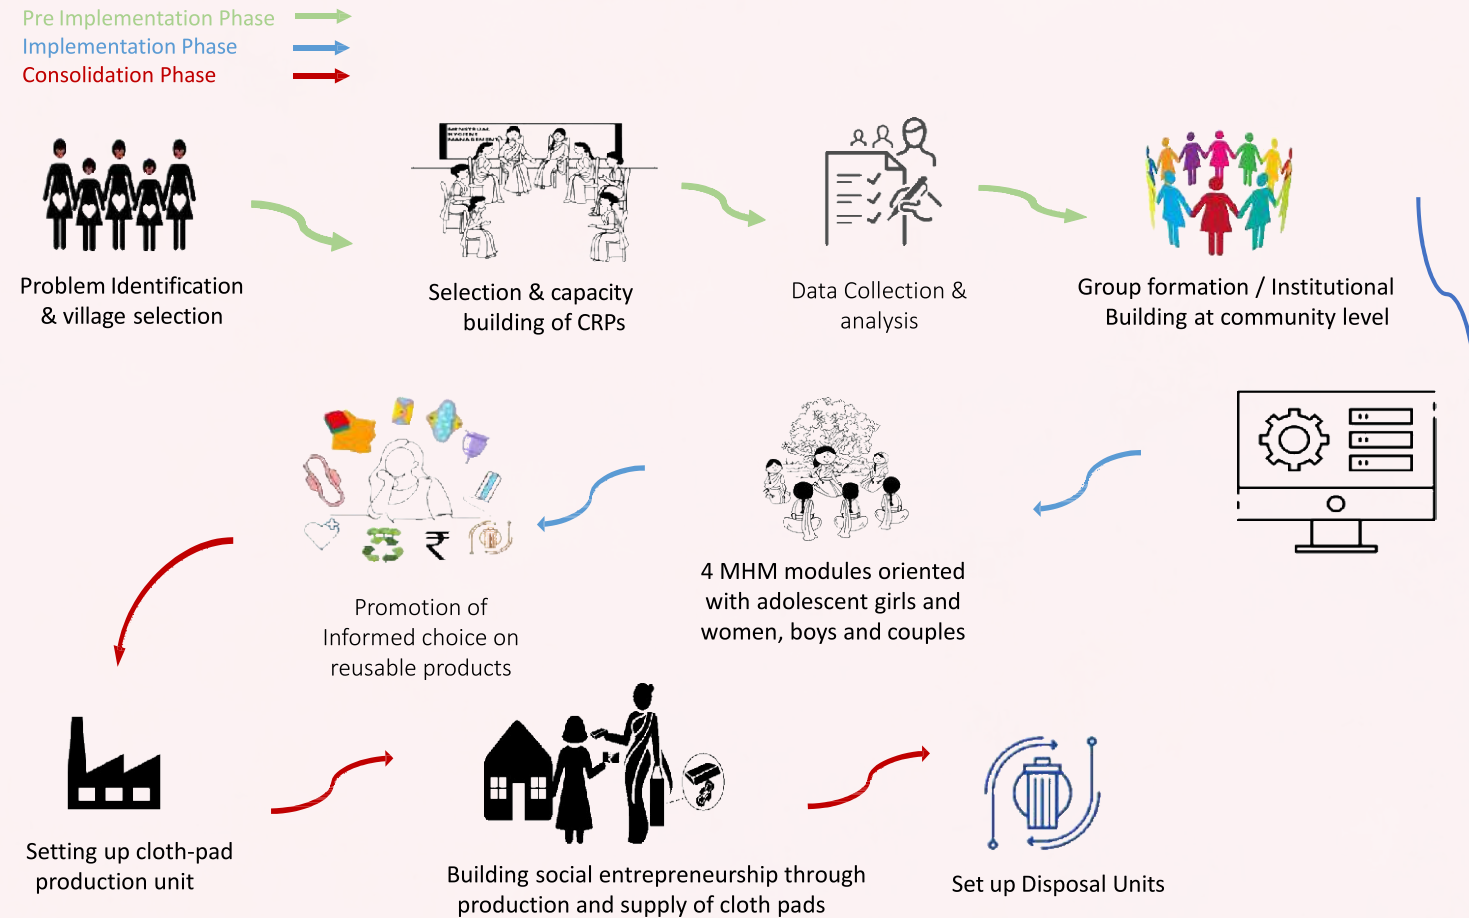 Pre Implementation Phase
Implementation Phase
Consolidation Phase
MENSTRUAL
HYGIENE
MANAGEMENT
Problem Identification
& village selection
Selection & capacity
building of CRPs
Data Collection &
analysis
Group formation / Institutional
Building at community level
₹
Promotion of
Informed choice on
reusable products
4 MHM modules oriented
with adolescent girls and
women, boys and couples
Setting up cloth-pad
production unit
Building social entrepreneurship through
production and supply of cloth pads
Set up Disposal Units